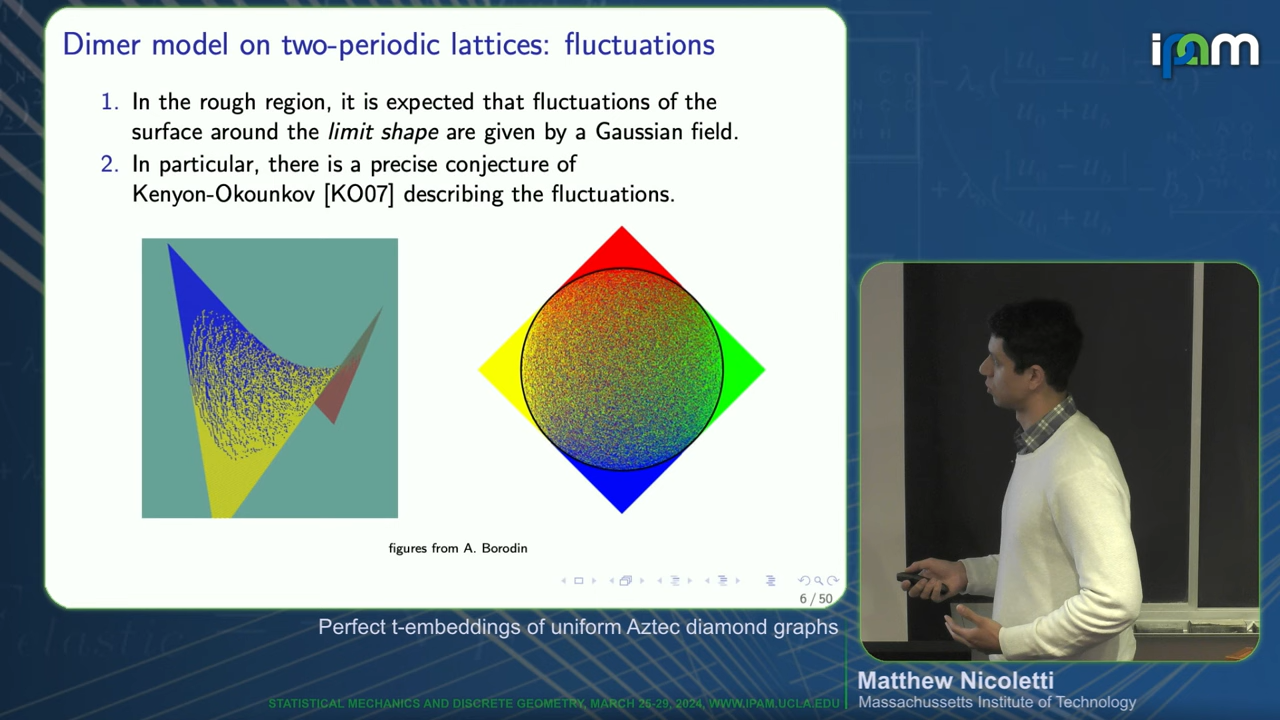 Dimer model on two-periodic lattices: fluctuations
1. In the rough region, it is expected that fluctuations of the
surface around the limit shape are given by a Gaussian field.
2. In particular, there is a precise conjecture of
Kenyon-Okounkov [KO07] describing the fluctuations.
figures from A. Borodin
6 / 50
ipam
Perfect t-embeddings of uniform Aztec diamond graphs
Matthew Nicoletti
Massachussetts Institute of Technology
STATISTICAL MECHANICS AND DISCRETE GEOMETRY, MARCH 25-29, 2024, WWW.IPAM.UCLA.EDU